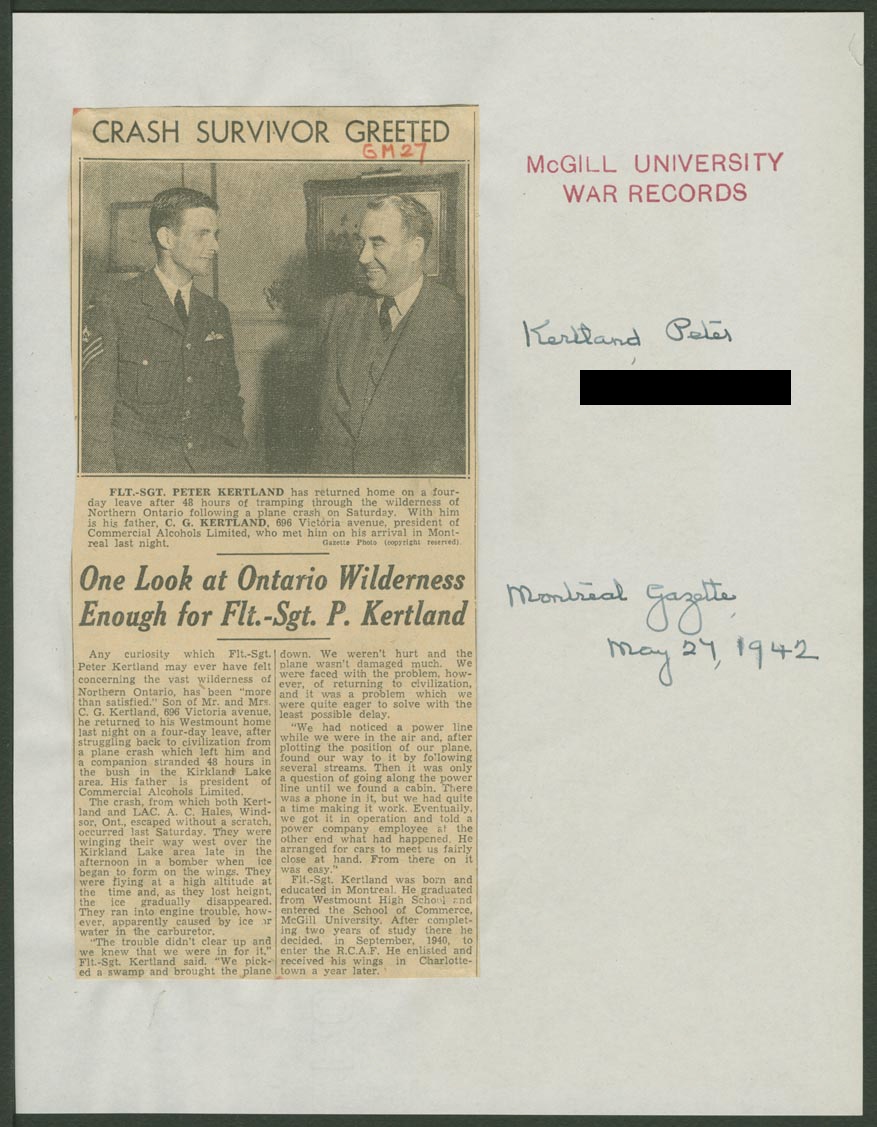 CRASH SURVIVOR GREETED
GM27
FLT.-SGT. PETER KERTLAND has returned home on a four-
day leave after 48 hours of tramping through the wilderness of
Northern Ontario following a plane crash on Saturday. With him
is his father, C. G. KERTLAND, 696 Victoria avenue, president of
Commercial Alcohols Limited, who met him on his arrival in Mont-
real last night.
Gazette Photo (copyright reserved).
One Look at Ontario Wilderness
Enough for Flt.-Sgt. P. Kertland
Any curiosity which Flt.-Sgt.
Peter Kertland may ever have felt
concerning the vast wilderness of
Northern Ontario, has been "more
than satisfied." Son of Mr. and Mrs.
C. G. Kertland, 696 Victoria avenue,
he returned to his Westmount home
last night on a four-day leave, after
struggling back to civilization from
a plane crash which left him and
a companion stranded 48 hours in
the bush in the Kirkland Lake
area. His father is president of
Commercial Alcohols Limited.
The crash, from which both Kert-
land and LAC. A. C. Hales, Wind-
sor, Ont., escaped without a scratch,
occurred last Saturday. They were
winging their way west over the
Kirkland Lake area late in the
afternoon in a bomber when ice
began to form on the wings. They
were flying at a high altitude at
the time and, as they lost height,
the ice gradually disappeared.
They ran into engine trouble, how-
ever, apparently caused by ice or
water in the carburetor.
"The trouble didn't clear up and
we knew that we were in for it,"
Flt.-Sgt. Kertland said. "We pick-
ed a swamp and brought the plane
down. We weren't hurt and the
plane wasn't damaged much. We
were faced with the problem, how-
ever, of returning to civilization,
and it was a problem which we
were quite eager to solve with the
least possible delay.
"We had noticed a power line
while we were in the air and, after
plotting the position of our plane,
found our way to it by following
several streams. Then it was only
a question of going along the power
line until we found a cabin. There
was a phone in it, but we had quite
a time making it work. Eventually,
we got it in operation and told a
power company employee at the
other end what had happened. He
arranged for cars to meet us fairly
close at hand. From there on it
was easy."
Flt.-Sgt. Kertland was born and
educated in Montreal. He graduated
from Westmount High School and
entered the School of Commerce,
McGill University. After complet-
ing two years of study there he
decided, in September, 1940, to
enter the R.C.A.F. He enlisted and
received his wings in Charlotte-
town a year later.
McGILL UNIVERSITY
WAR RECORDS
Kertland, Peter
Montreal Gazette,
May 27, 1942